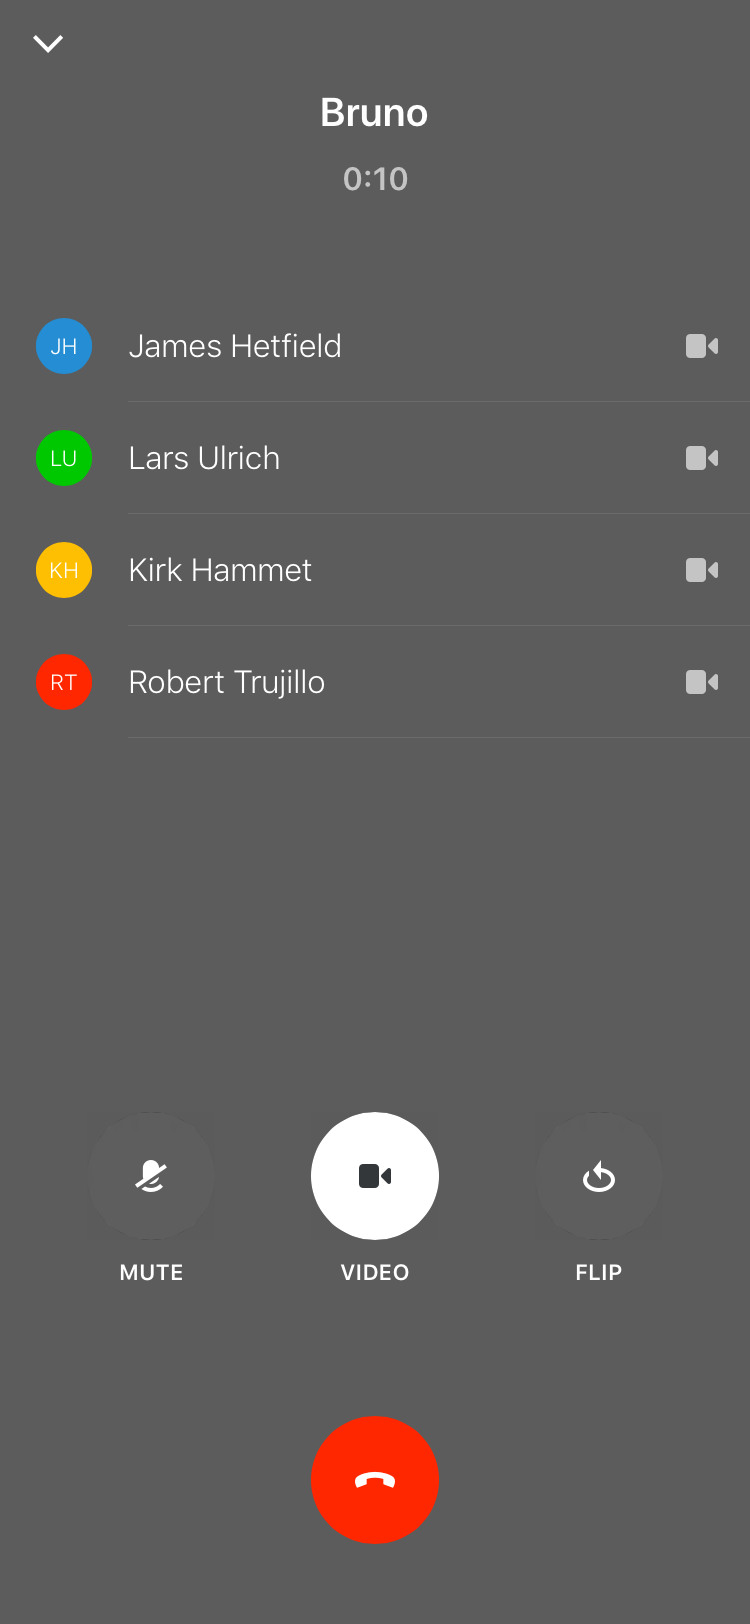 Bruno
0:10
JH James Hetfield
LU Lars Ulrich
KH Kirk Hammet
RT Robert Trujillo
MUTE VIDEO FLIP